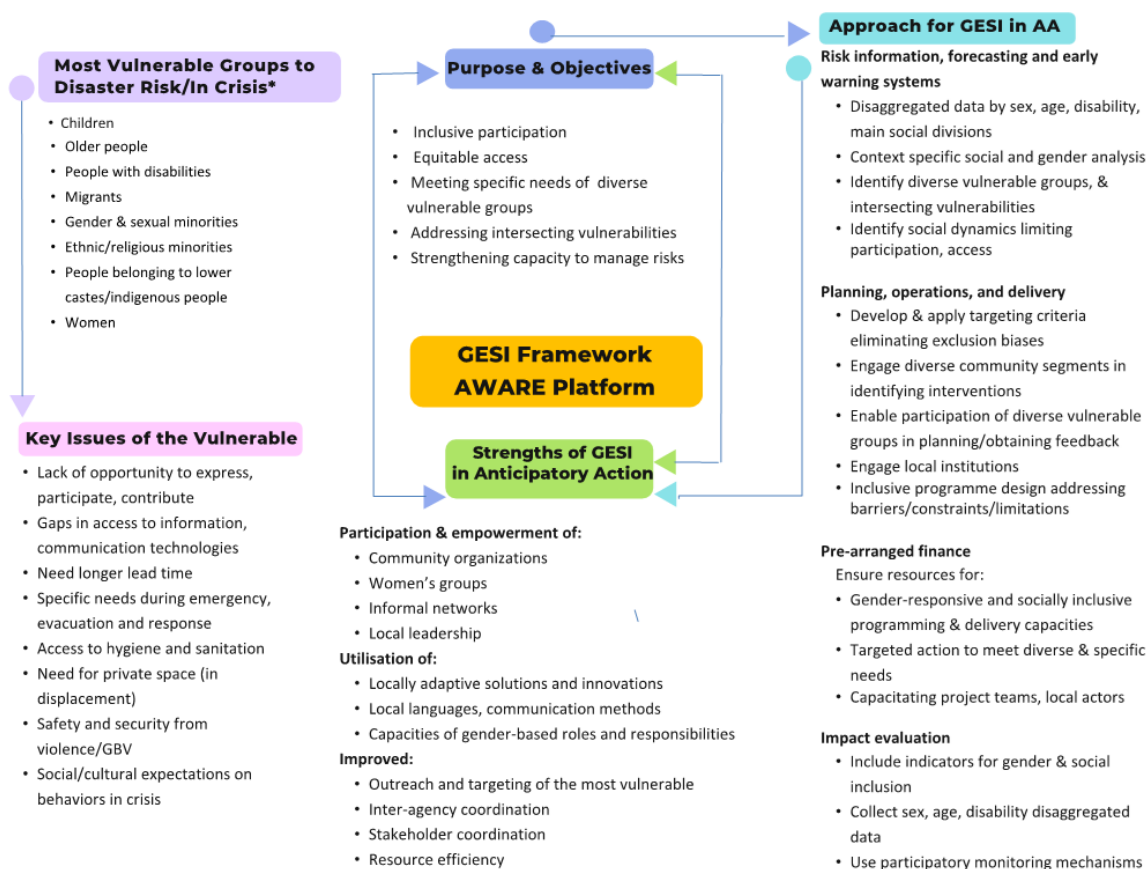 Most Vulnerable Groups to
Disaster Risk/In Crisis*
• Children
• Older people
• People with disabilities
• Migrants
• Gender & sexual minorities
• Ethnic/religious minorities
• People belonging to lower
castes/indigenous people
• Women
Key Issues of the Vulnerable
• Lack of opportunity to express,
participate, contribute
• Gaps in access to information,
communication technologies
• Need longer lead time
• Specific needs during emergency,
evacuation and response
• Access to hygiene and sanitation
• Need for private space (in
displacement)
• Safety and security from
violence/GBV
• Social/cultural expectations on
behaviors in crisis
Purpose & Objectives
• Inclusive participation
• Equitable access
• Meeting specific needs of diverse
vulnerable groups
• Addressing intersecting vulnerabilities
• Strengthening capacity to manage risks
GESI Framework
AWARE Platform
Strengths of GESI
in Anticipatory Action
Participation & empowerment of:
• Community organizations
• Women's groups
• Informal networks
• Local leadership
\
Utilisation of:
• Locally adaptive solutions and innovations
• Local languages, communication methods
• Capacities of gender-based roles and responsibilities
Improved:
• Outreach and targeting of the most vulnerable
• Inter-agency coordination
• Stakeholder coordination
• Resource efficiency
Approach for GESI in AA
Risk information, forecasting and early
warning systems
• Disaggregated data by sex, age, disability,
main social divisions
• Context specific social and gender analysis
• Identify diverse vulnerable groups, &
intersecting vulnerabilities
• Identify social dynamics limiting
participation, access
Planning, operations, and delivery
• Develop & apply targeting criteria
eliminating exclusion biases
• Engage diverse community segments in
identifying interventions
• Enable participation of diverse vulnerable
groups in planning/obtaining feedback
• Engage local institutions
• Inclusive programme design addressing
barriers/constraints/limitations
Pre-arranged finance
Ensure resources for:
• Gender-responsive and socially inclusive
programming & delivery capacities
• Targeted action to meet diverse & specific
needs
• Capacitating project teams, local actors
Impact evaluation
• Include indicators for gender & social
inclusion
• Collect sex, age, disability disaggregated
data
• Use participatory monitoring mechanisms